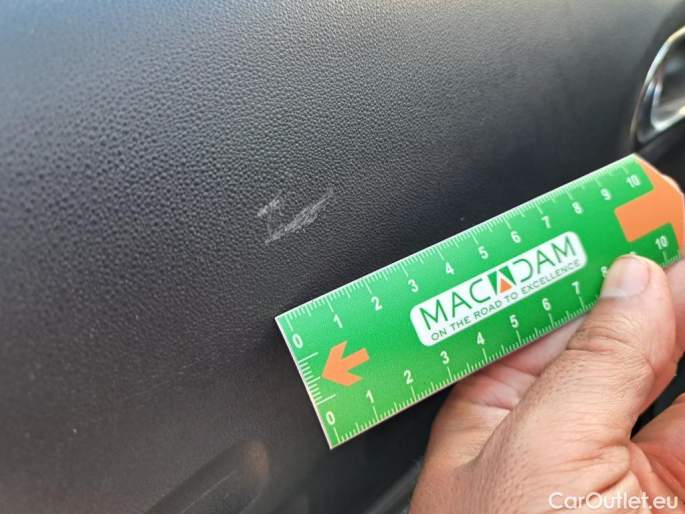 0 1 2 3 4 5 6 7 8 9 10
MACADAM
ON THE ROAD TO EXCELLENCE
0 1 2 3 4 5 6 7 8 10
CarOutlet.eu